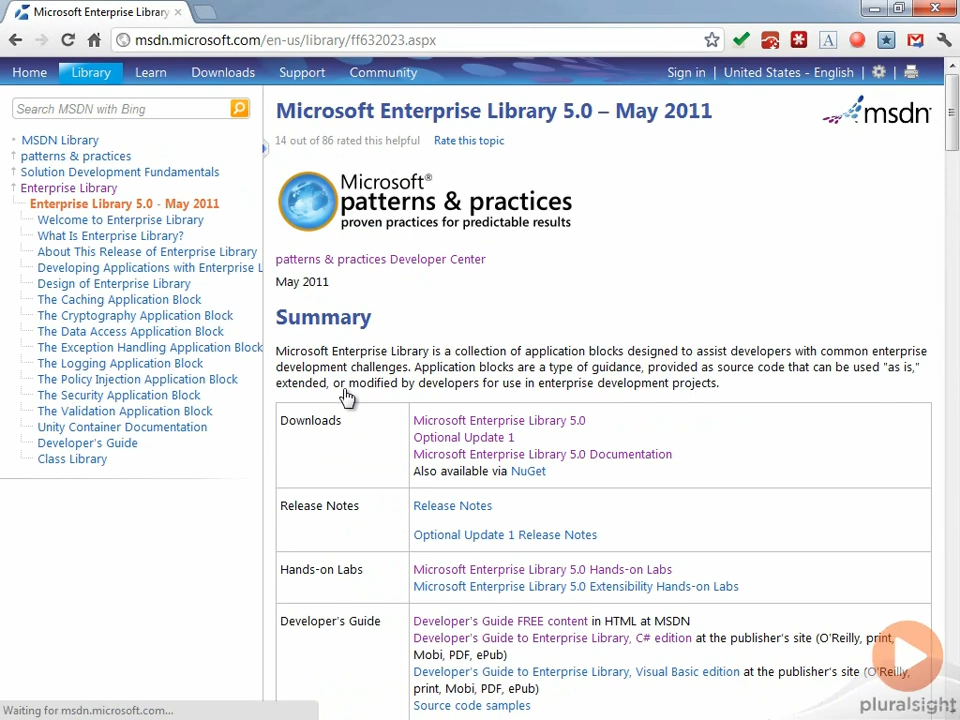 Microsoft Enterprise Library
msdn.microsoft.com/en-us/library/ff632023.aspx
Home Library Learn Downloads Support Community Sign in | United States - English
Search MSDN with Bing
MSDN Library
patterns & practices
Solution Development Fundamentals
Enterprise Library
Enterprise Library 5.0 - May 2011
Welcome to Enterprise Library
What Is Enterprise Library?
About This Release of Enterprise Library
Developing Applications with Enterprise L
Design of Enterprise Library
The Caching Application Block
The Cryptography Application Block
The Data Access Application Block
The Exception Handling Application Block
The Logging Application Block
The Policy Injection Application Block
The Security Application Block
The Validation Application Block
Unity Container Documentation
Developer's Guide
Class Library
Microsoft Enterprise Library 5.0 – May 2011
msdn
14 out of 86 rated this helpful Rate this topic
Microsoft®
patterns & practices
proven practices for predictable results
patterns & practices Developer Center
May 2011
Summary
Microsoft Enterprise Library is a collection of application blocks designed to assist developers with common enterprise
development challenges. Application blocks are a type of guidance, provided as source code that can be used "as is,"
extended, or modified by developers for use in enterprise development projects.
Downloads
Microsoft Enterprise Library 5.0
Optional Update 1
Microsoft Enterprise Library 5.0 Documentation
Also available via NuGet
Release Notes
Release Notes
Optional Update 1 Release Notes
Hands-on Labs
Microsoft Enterprise Library 5.0 Hands-on Labs
Microsoft Enterprise Library 5.0 Extensibility Hands-on Labs
Developer's Guide
Developer's Guide FREE content in HTML at MSDN
Developer's Guide to Enterprise Library, C# edition at the publisher's site (O'Reilly, print,
Mobi, PDF, ePub)
Developer's Guide to Enterprise Library, Visual Basic edition at the publisher's site (O'Reilly,
print, Mobi, PDF, ePub)
Source code samples
Waiting for msdn.microsoft.com...
pluralsight